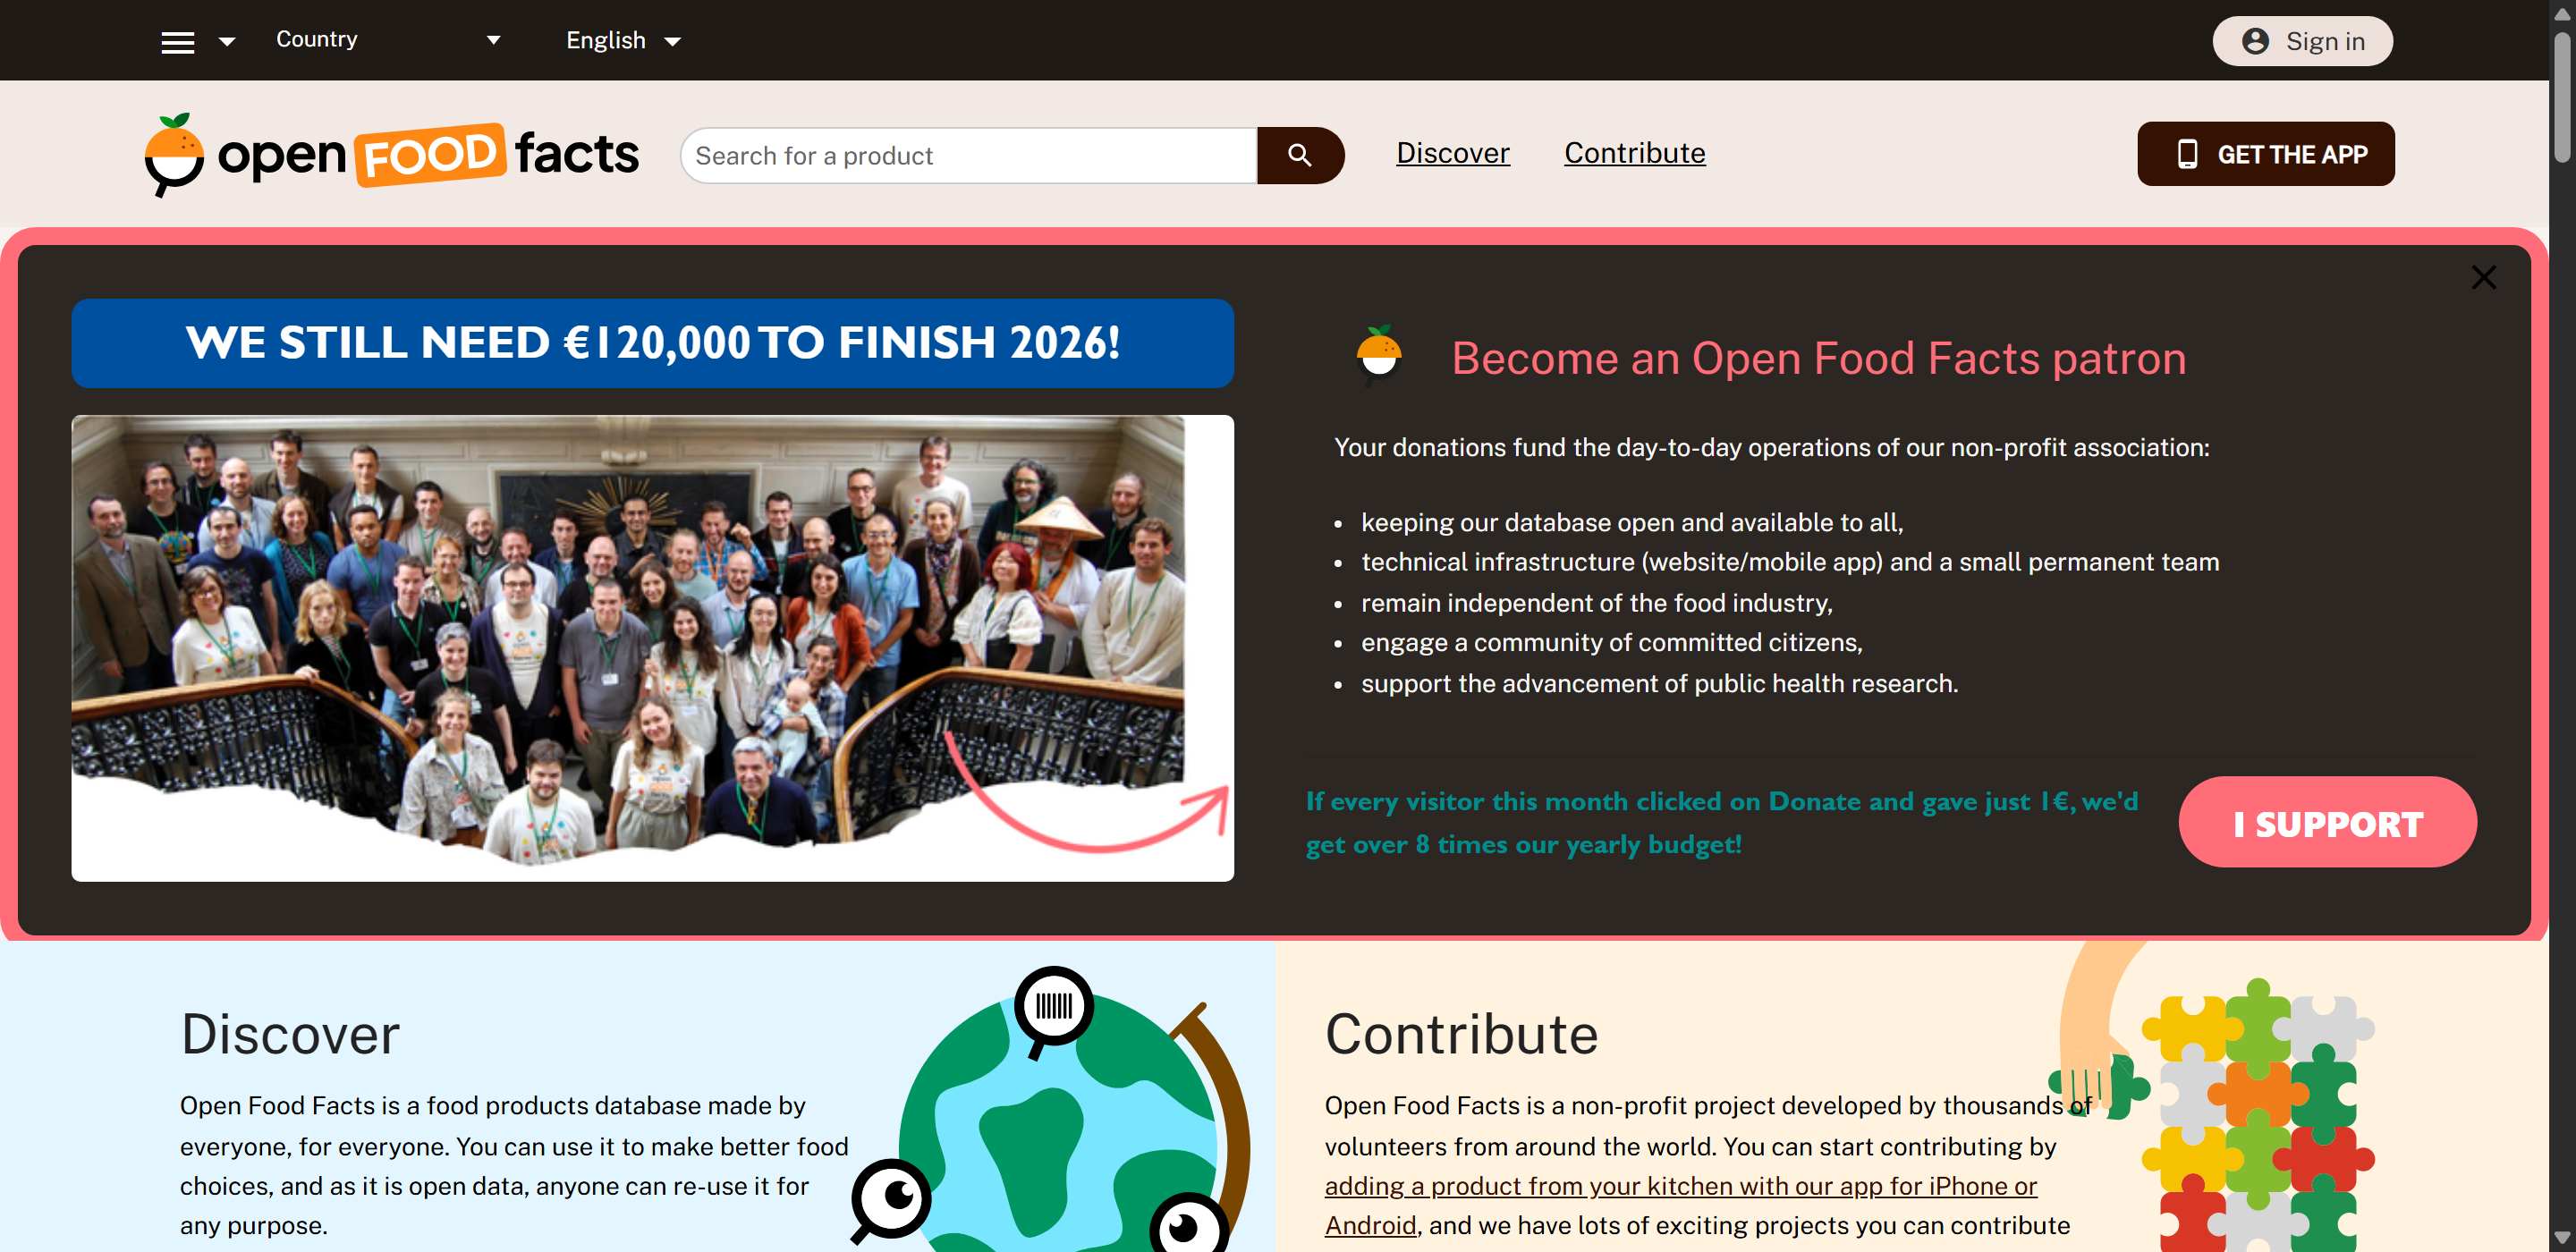 Country
English
Sign in
open FOOD facts
Search for a product
Discover
Contribute
GET THE APP
WE STILL NEED €120,000 TO FINISH 2026!
Become an Open Food Facts patron
Your donations fund the day-to-day operations of our non-profit association:
• keeping our database open and available to all,
• technical infrastructure (website/mobile app) and a small permanent team
• remain independent of the food industry,
• engage a community of committed citizens,
• support the advancement of public health research.
If every visitor this month clicked on Donate and gave just 1€, we'd
get over 8 times our yearly budget!
I SUPPORT
Discover
Open Food Facts is a food products database made by
everyone, for everyone. You can use it to make better food
choices, and as it is open data, anyone can re-use it for
any purpose.
Contribute
Open Food Facts is a non-profit project developed by thousands of
volunteers from around the world. You can start contributing by
adding a product from your kitchen with our app for iPhone or
Android, and we have lots of exciting projects you can contribute